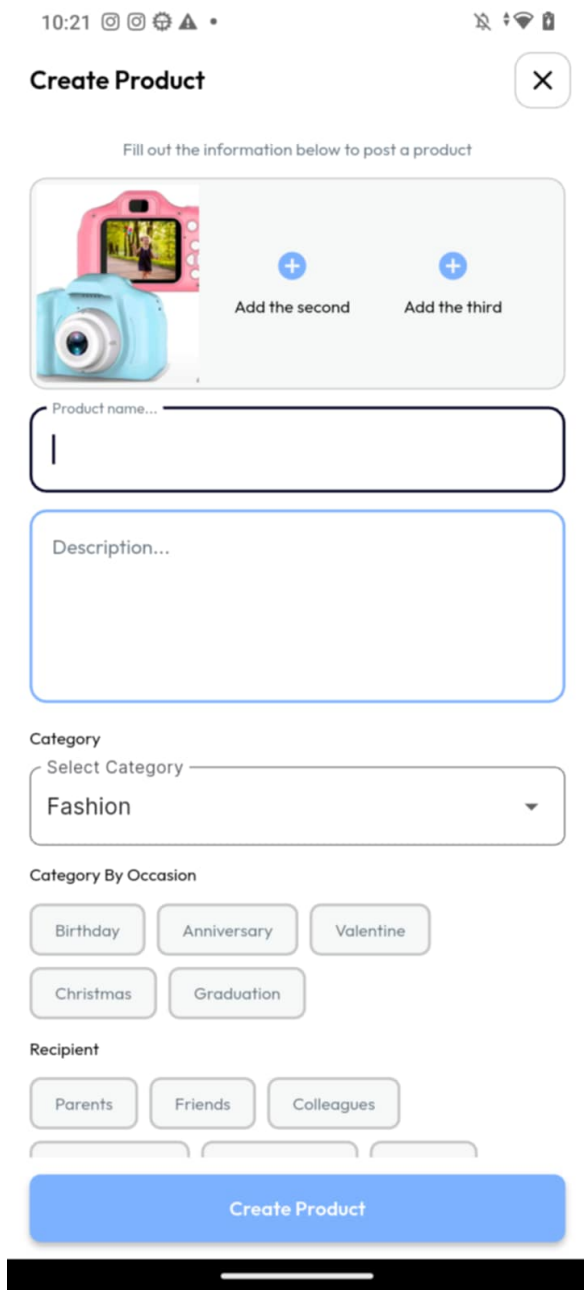 10:21
Create Product
Fill out the information below to post a product
Add the second
Add the third
Product name...
Description...
Category
Select Category
Fashion
Category By Occasion
Birthday
Anniversary
Valentine
Christmas
Graduation
Recipient
Parents
Friends
Colleagues
Create Product